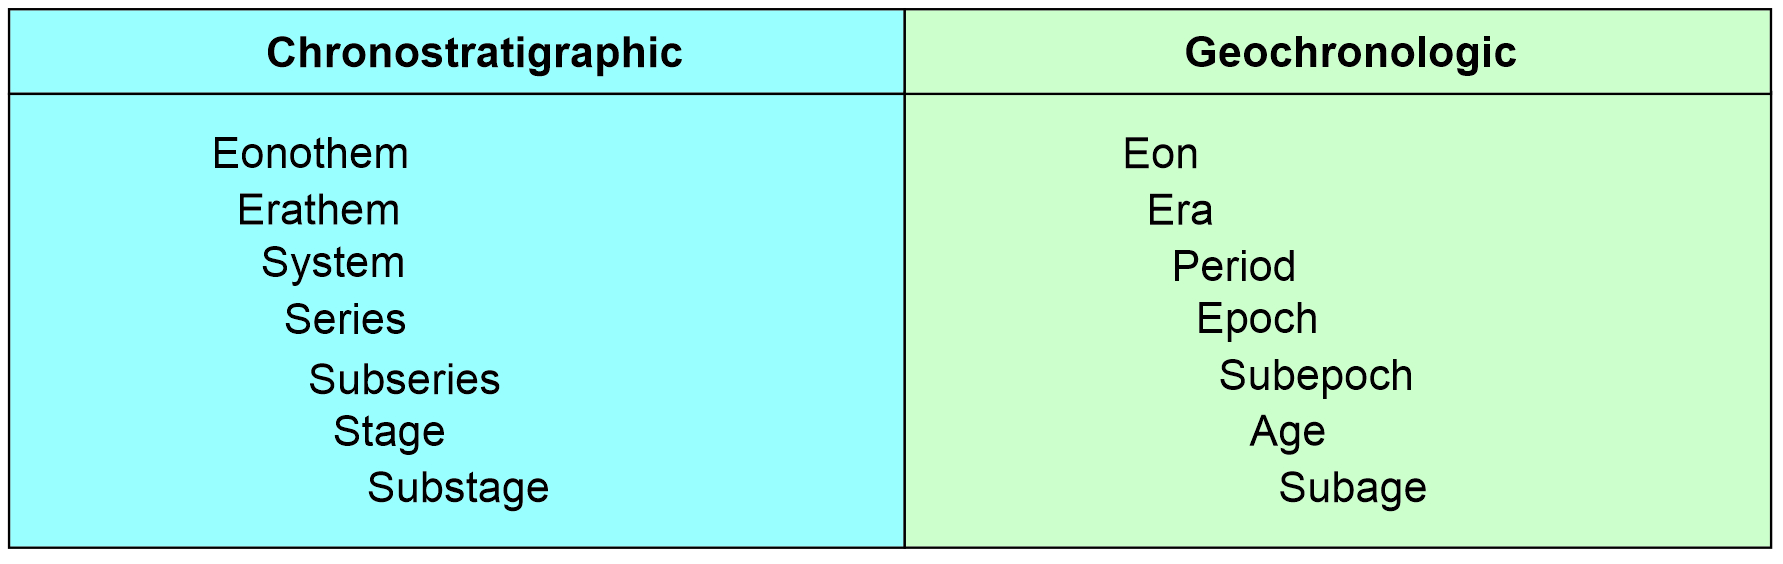 Chronostratigraphic
Geochronologic
Eonothem
Eon
Erathem
Era
System
Period
Series
Epoch
Subseries
Subepoch
Stage
Age
Substage
Subage